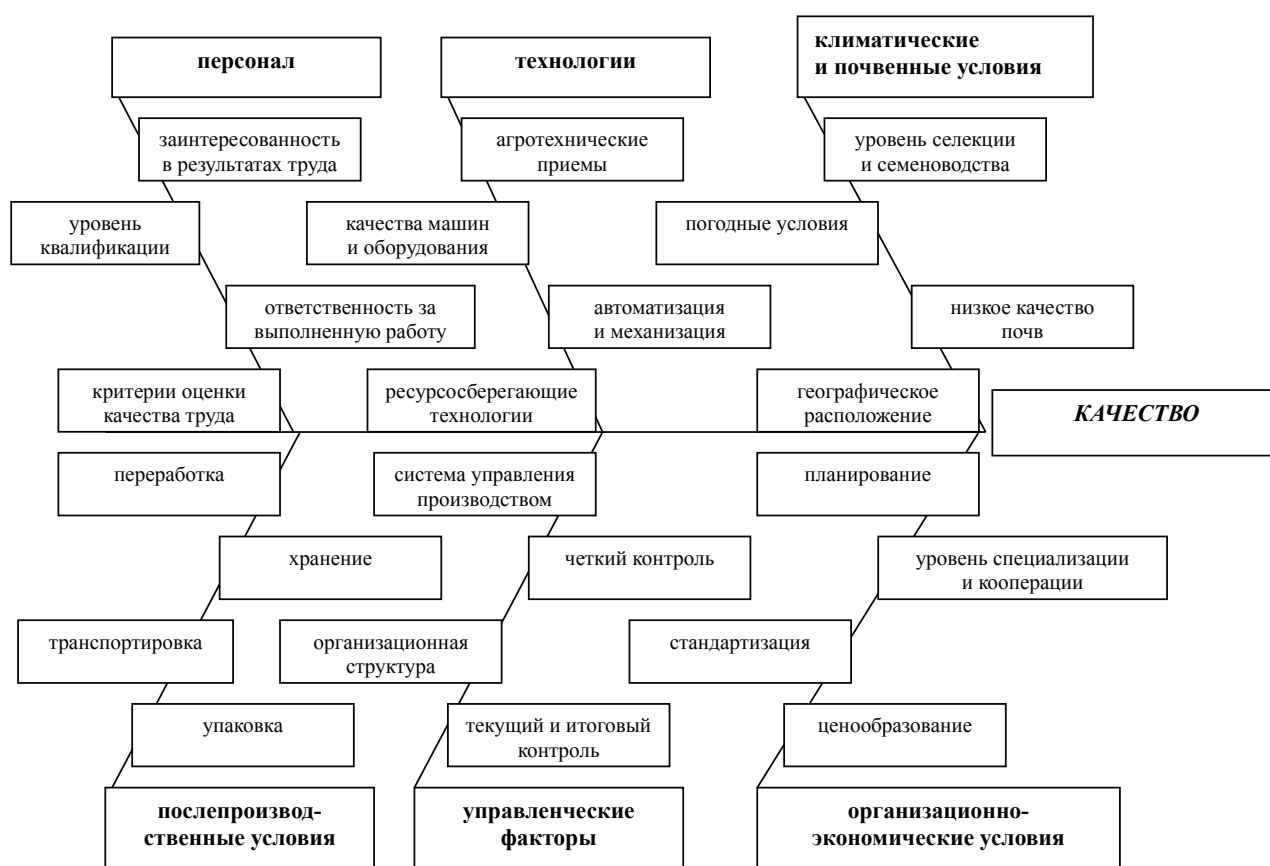 персонал
технологии
климатические
и почвенные условия
заинтересованность
в результатах труда
агротехнические
приемы
уровень селекции
и семеноводства
уровень
квалификации
качества машин
и оборудования
погодные условия
ответственность за
выполненную работу
автоматизация
и механизация
низкое качество
почв
критерии оценки
качества труда
ресурсосберегающие
технологии
географическое
расположение
КАЧЕСТВО
переработка
система управления
производством
планирование
хранение
четкий контроль
уровень специализации
и кооперации
транспортировка
организационная
структура
стандартизация
упаковка
текущий и итоговый
контроль
ценообразование
послепроизвод-
ственные условия
управленческие
факторы
организационно-
экономические условия